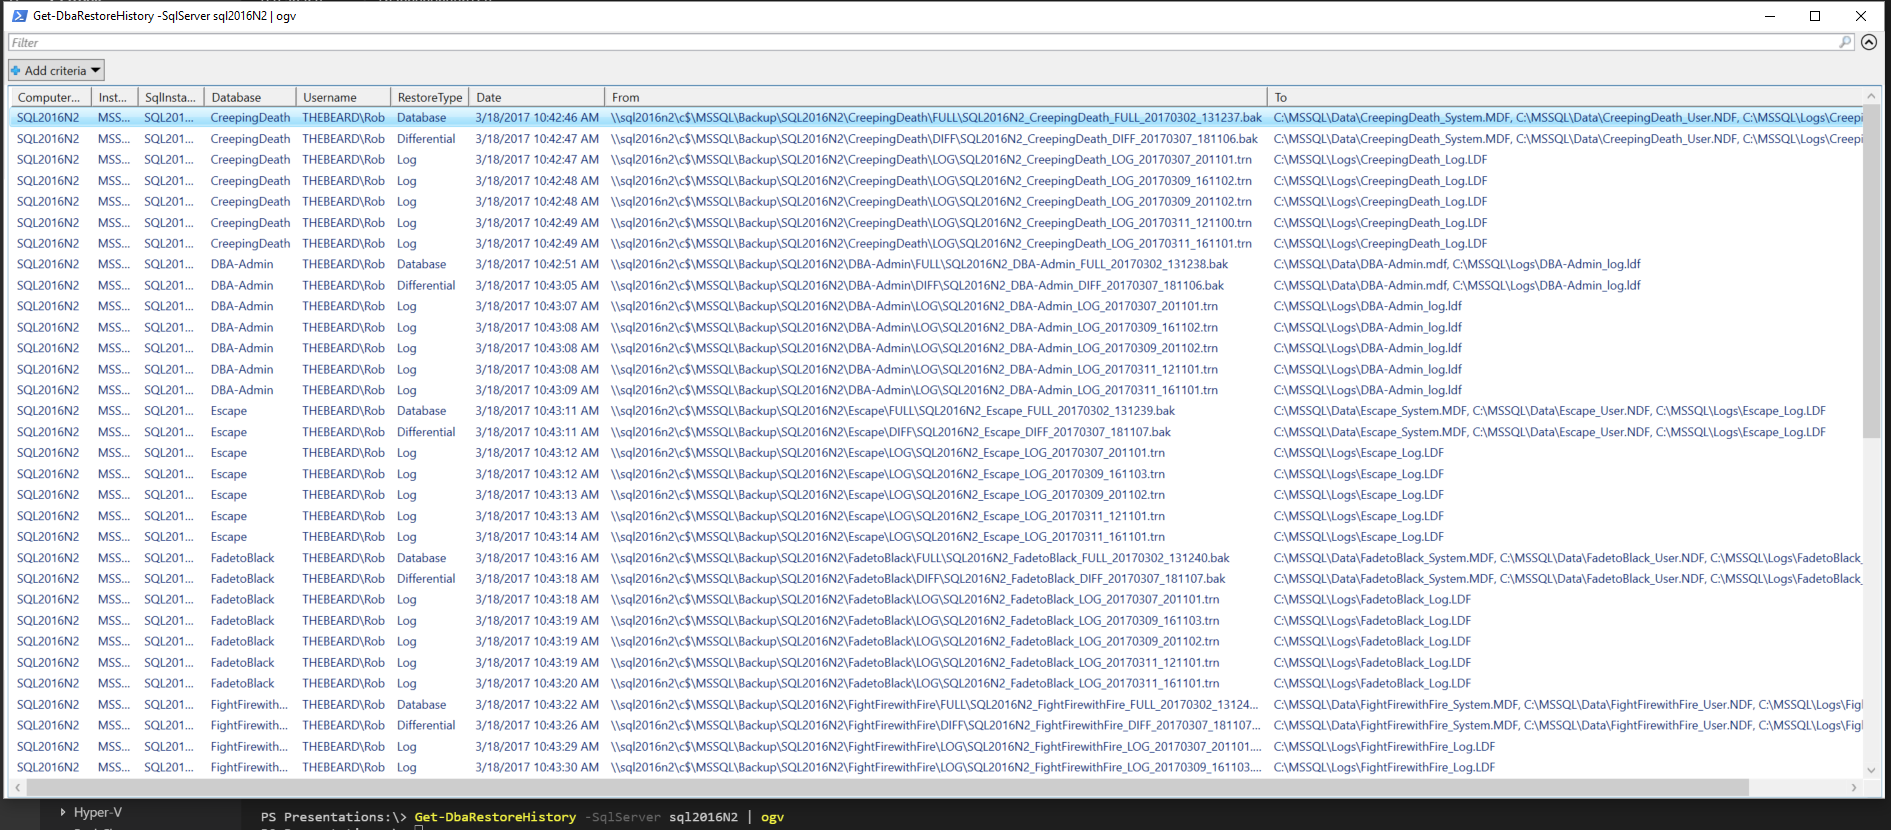 Get-DbaRestoreHistory -SqlServer sql2016N2 | ogv
Filter
Add criteria
Computer... Inst... SqlInsta... Database Username RestoreType Date From To
SQL2016N2 MSS... SQL201... CreepingDeath THEBEARD\Rob Database 3/18/2017 10:42:46 AM \\sql2016n2\c$\MSSQL\Backup\SQL2016N2\CreepingDeath\FULL\SQL2016N2_CreepingDeath_FULL_20170302_131237.bak C:\MSSQL\Data\CreepingDeath_System.MDF, C:\MSSQL\Data\CreepingDeath_User.NDF, C:\MSSQL\Logs\Creepi
SQL2016N2 MSS... SQL201... CreepingDeath THEBEARD\Rob Differential 3/18/2017 10:42:47 AM \\sql2016n2\c$\MSSQL\Backup\SQL2016N2\CreepingDeath\DIFF\SQL2016N2_CreepingDeath_DIFF_20170307_181106.bak C:\MSSQL\Data\CreepingDeath_System.MDF, C:\MSSQL\Data\CreepingDeath_User.NDF, C:\MSSQL\Logs\Creepi
SQL2016N2 MSS... SQL201... CreepingDeath THEBEARD\Rob Log 3/18/2017 10:42:47 AM \\sql2016n2\c$\MSSQL\Backup\SQL2016N2\CreepingDeath\LOG\SQL2016N2_CreepingDeath_LOG_20170307_201101.trn C:\MSSQL\Logs\CreepingDeath_Log.LDF
SQL2016N2 MSS... SQL201... CreepingDeath THEBEARD\Rob Log 3/18/2017 10:42:48 AM \\sql2016n2\c$\MSSQL\Backup\SQL2016N2\CreepingDeath\LOG\SQL2016N2_CreepingDeath_LOG_20170309_161102.trn C:\MSSQL\Logs\CreepingDeath_Log.LDF
SQL2016N2 MSS... SQL201... CreepingDeath THEBEARD\Rob Log 3/18/2017 10:42:48 AM \\sql2016n2\c$\MSSQL\Backup\SQL2016N2\CreepingDeath\LOG\SQL2016N2_CreepingDeath_LOG_20170309_201102.trn C:\MSSQL\Logs\CreepingDeath_Log.LDF
SQL2016N2 MSS... SQL201... CreepingDeath THEBEARD\Rob Log 3/18/2017 10:42:49 AM \\sql2016n2\c$\MSSQL\Backup\SQL2016N2\CreepingDeath\LOG\SQL2016N2_CreepingDeath_LOG_20170311_121100.trn C:\MSSQL\Logs\CreepingDeath_Log.LDF
SQL2016N2 MSS... SQL201... CreepingDeath THEBEARD\Rob Log 3/18/2017 10:42:49 AM \\sql2016n2\c$\MSSQL\Backup\SQL2016N2\CreepingDeath\LOG\SQL2016N2_CreepingDeath_LOG_20170311_161101.trn C:\MSSQL\Logs\CreepingDeath_Log.LDF
SQL2016N2 MSS... SQL201... DBA-Admin THEBEARD\Rob Database 3/18/2017 10:42:51 AM \\sql2016n2\c$\MSSQL\Backup\SQL2016N2\DBA-Admin\FULL\SQL2016N2_DBA-Admin_FULL_20170302_131238.bak C:\MSSQL\Data\DBA-Admin.mdf, C:\MSSQL\Logs\DBA-Admin_log.ldf
SQL2016N2 MSS... SQL201... DBA-Admin THEBEARD\Rob Differential 3/18/2017 10:43:05 AM \\sql2016n2\c$\MSSQL\Backup\SQL2016N2\DBA-Admin\DIFF\SQL2016N2_DBA-Admin_DIFF_20170307_181106.bak C:\MSSQL\Data\DBA-Admin.mdf, C:\MSSQL\Logs\DBA-Admin_log.ldf
SQL2016N2 MSS... SQL201... DBA-Admin THEBEARD\Rob Log 3/18/2017 10:43:07 AM \\sql2016n2\c$\MSSQL\Backup\SQL2016N2\DBA-Admin\LOG\SQL2016N2_DBA-Admin_LOG_20170307_201101.trn C:\MSSQL\Logs\DBA-Admin_log.ldf
SQL2016N2 MSS... SQL201... DBA-Admin THEBEARD\Rob Log 3/18/2017 10:43:08 AM \\sql2016n2\c$\MSSQL\Backup\SQL2016N2\DBA-Admin\LOG\SQL2016N2_DBA-Admin_LOG_20170309_161102.trn C:\MSSQL\Logs\DBA-Admin_log.ldf
SQL2016N2 MSS... SQL201... DBA-Admin THEBEARD\Rob Log 3/18/2017 10:43:08 AM \\sql2016n2\c$\MSSQL\Backup\SQL2016N2\DBA-Admin\LOG\SQL2016N2_DBA-Admin_LOG_20170309_201102.trn C:\MSSQL\Logs\DBA-Admin_log.ldf
SQL2016N2 MSS... SQL201... DBA-Admin THEBEARD\Rob Log 3/18/2017 10:43:08 AM \\sql2016n2\c$\MSSQL\Backup\SQL2016N2\DBA-Admin\LOG\SQL2016N2_DBA-Admin_LOG_20170311_121101.trn C:\MSSQL\Logs\DBA-Admin_log.ldf
SQL2016N2 MSS... SQL201... DBA-Admin THEBEARD\Rob Log 3/18/2017 10:43:09 AM \\sql2016n2\c$\MSSQL\Backup\SQL2016N2\DBA-Admin\LOG\SQL2016N2_DBA-Admin_LOG_20170311_161101.trn C:\MSSQL\Logs\DBA-Admin_log.ldf
SQL2016N2 MSS... SQL201... Escape THEBEARD\Rob Database 3/18/2017 10:43:11 AM \\sql2016n2\c$\MSSQL\Backup\SQL2016N2\Escape\FULL\SQL2016N2_Escape_FULL_20170302_131239.bak C:\MSSQL\Data\Escape_System.MDF, C:\MSSQL\Data\Escape_User.NDF, C:\MSSQL\Logs\Escape_Log.LDF
SQL2016N2 MSS... SQL201... Escape THEBEARD\Rob Differential 3/18/2017 10:43:11 AM \\sql2016n2\c$\MSSQL\Backup\SQL2016N2\Escape\DIFF\SQL2016N2_Escape_DIFF_20170307_181107.bak C:\MSSQL\Data\Escape_System.MDF, C:\MSSQL\Data\Escape_User.NDF, C:\MSSQL\Logs\Escape_Log.LDF
SQL2016N2 MSS... SQL201... Escape THEBEARD\Rob Log 3/18/2017 10:43:12 AM \\sql2016n2\c$\MSSQL\Backup\SQL2016N2\Escape\LOG\SQL2016N2_Escape_LOG_20170307_201101.trn C:\MSSQL\Logs\Escape_Log.LDF
SQL2016N2 MSS... SQL201... Escape THEBEARD\Rob Log 3/18/2017 10:43:12 AM \\sql2016n2\c$\MSSQL\Backup\SQL2016N2\Escape\LOG\SQL2016N2_Escape_LOG_20170309_161103.trn C:\MSSQL\Logs\Escape_Log.LDF
SQL2016N2 MSS... SQL201... Escape THEBEARD\Rob Log 3/18/2017 10:43:13 AM \\sql2016n2\c$\MSSQL\Backup\SQL2016N2\Escape\LOG\SQL2016N2_Escape_LOG_20170309_201102.trn C:\MSSQL\Logs\Escape_Log.LDF
SQL2016N2 MSS... SQL201... Escape THEBEARD\Rob Log 3/18/2017 10:43:13 AM \\sql2016n2\c$\MSSQL\Backup\SQL2016N2\Escape\LOG\SQL2016N2_Escape_LOG_20170311_121101.trn C:\MSSQL\Logs\Escape_Log.LDF
SQL2016N2 MSS... SQL201... Escape THEBEARD\Rob Log 3/18/2017 10:43:14 AM \\sql2016n2\c$\MSSQL\Backup\SQL2016N2\Escape\LOG\SQL2016N2_Escape_LOG_20170311_161101.trn C:\MSSQL\Logs\Escape_Log.LDF
SQL2016N2 MSS... SQL201... FadetoBlack THEBEARD\Rob Database 3/18/2017 10:43:16 AM \\sql2016n2\c$\MSSQL\Backup\SQL2016N2\FadetoBlack\FULL\SQL2016N2_FadetoBlack_FULL_20170302_131240.bak C:\MSSQL\Data\FadetoBlack_System.MDF, C:\MSSQL\Data\FadetoBlack_User.NDF, C:\MSSQL\Logs\FadetoBlack_
SQL2016N2 MSS... SQL201... FadetoBlack THEBEARD\Rob Differential 3/18/2017 10:43:18 AM \\sql2016n2\c$\MSSQL\Backup\SQL2016N2\FadetoBlack\DIFF\SQL2016N2_FadetoBlack_DIFF_20170307_181107.bak C:\MSSQL\Data\FadetoBlack_System.MDF, C:\MSSQL\Data\FadetoBlack_User.NDF, C:\MSSQL\Logs\FadetoBlack_
SQL2016N2 MSS... SQL201... FadetoBlack THEBEARD\Rob Log 3/18/2017 10:43:18 AM \\sql2016n2\c$\MSSQL\Backup\SQL2016N2\FadetoBlack\LOG\SQL2016N2_FadetoBlack_LOG_20170307_201101.trn C:\MSSQL\Logs\FadetoBlack_Log.LDF
SQL2016N2 MSS... SQL201... FadetoBlack THEBEARD\Rob Log 3/18/2017 10:43:19 AM \\sql2016n2\c$\MSSQL\Backup\SQL2016N2\FadetoBlack\LOG\SQL2016N2_FadetoBlack_LOG_20170309_161103.trn C:\MSSQL\Logs\FadetoBlack_Log.LDF
SQL2016N2 MSS... SQL201... FadetoBlack THEBEARD\Rob Log 3/18/2017 10:43:19 AM \\sql2016n2\c$\MSSQL\Backup\SQL2016N2\FadetoBlack\LOG\SQL2016N2_FadetoBlack_LOG_20170309_201102.trn C:\MSSQL\Logs\FadetoBlack_Log.LDF
SQL2016N2 MSS... SQL201... FadetoBlack THEBEARD\Rob Log 3/18/2017 10:43:19 AM \\sql2016n2\c$\MSSQL\Backup\SQL2016N2\FadetoBlack\LOG\SQL2016N2_FadetoBlack_LOG_20170311_121101.trn C:\MSSQL\Logs\FadetoBlack_Log.LDF
SQL2016N2 MSS... SQL201... FadetoBlack THEBEARD\Rob Log 3/18/2017 10:43:20 AM \\sql2016n2\c$\MSSQL\Backup\SQL2016N2\FadetoBlack\LOG\SQL2016N2_FadetoBlack_LOG_20170311_161101.trn C:\MSSQL\Logs\FadetoBlack_Log.LDF
SQL2016N2 MSS... SQL201... FightFirewith... THEBEARD\Rob Database 3/18/2017 10:43:22 AM \\sql2016n2\c$\MSSQL\Backup\SQL2016N2\FightFirewithFire\FULL\SQL2016N2_FightFirewithFire_FULL_20170302_13124... C:\MSSQL\Data\FightFirewithFire_System.MDF, C:\MSSQL\Data\FightFirewithFire_User.NDF, C:\MSSQL\Logs\Figl
SQL2016N2 MSS... SQL201... FightFirewith... THEBEARD\Rob Differential 3/18/2017 10:43:26 AM \\sql2016n2\c$\MSSQL\Backup\SQL2016N2\FightFirewithFire\DIFF\SQL2016N2_FightFirewithFire_DIFF_20170307_181107... C:\MSSQL\Data\FightFirewithFire_System.MDF, C:\MSSQL\Data\FightFirewithFire_User.NDF, C:\MSSQL\Logs\Figl
SQL2016N2 MSS... SQL201... FightFirewith... THEBEARD\Rob Log 3/18/2017 10:43:29 AM \\sql2016n2\c$\MSSQL\Backup\SQL2016N2\FightFirewithFire\LOG\SQL2016N2_FightFirewithFire_LOG_20170307_201101.... C:\MSSQL\Logs\FightFirewithFire_Log.LDF
SQL2016N2 MSS... SQL201... FightFirewith... THEBEARD\Rob Log 3/18/2017 10:43:30 AM \\sql2016n2\c$\MSSQL\Backup\SQL2016N2\FightFirewithFire\LOG\SQL2016N2_FightFirewithFire_LOG_20170309_161103.... C:\MSSQL\Logs\FightFirewithFire_Log.LDF
Hyper-V
PS Presentations:\> Get-DbaRestoreHistory -SqlServer sql2016N2 | ogv